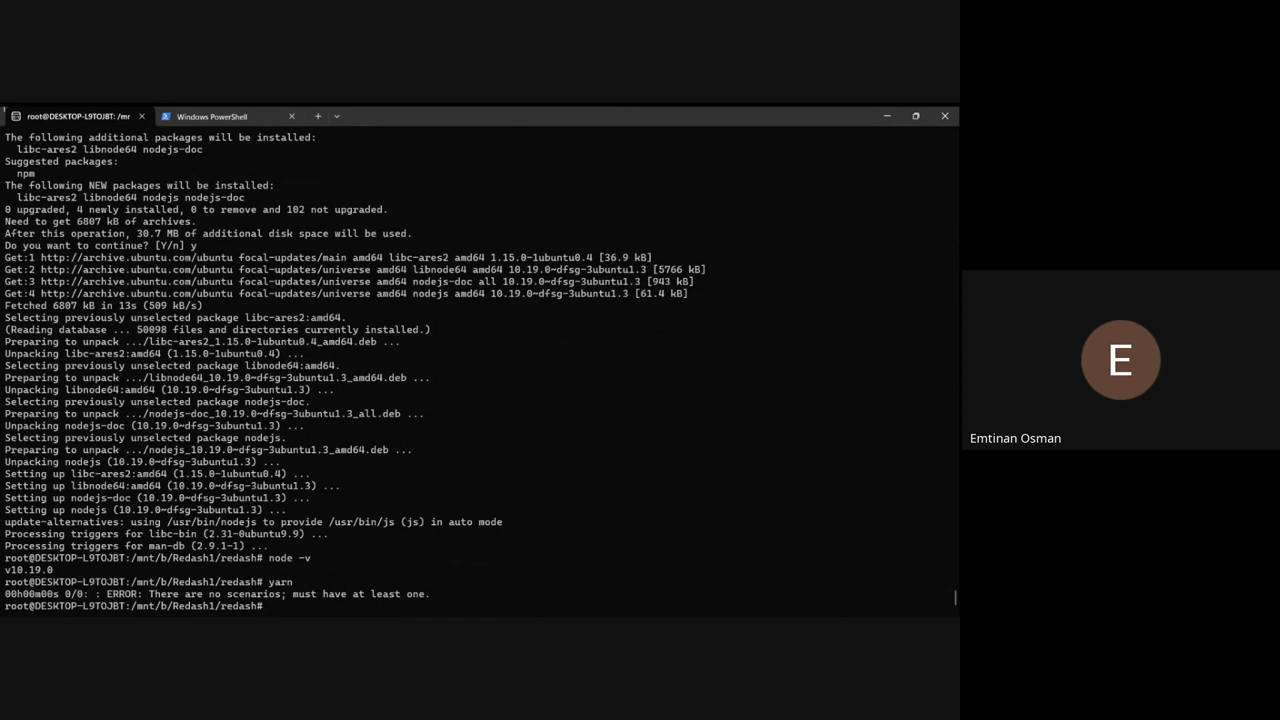 root@DESKTOP-L9TOJBT: /mr
Windows PowerShell
The following additional packages will be installed:
libc-ares2 libnode64 nodejs-doc
Suggested packages:
npm
The following NEW packages will be installed:
libc-ares2 libnode64 nodejs nodejs-doc
0 upgraded, 4 newly installed, 0 to remove and 102 not upgraded.
Need to get 6807 kB of archives.
After this operation, 30.7 MB of additional disk space will be used.
Do you want to continue? [Y/n] y
Get:1 http://archive.ubuntu.com/ubuntu focal-updates/main amd64 libc-ares2 amd64 1.15.0-1ubuntu0.4 [36.9 kB]
Get:2 http://archive.ubuntu.com/ubuntu focal-updates/universe amd64 libnode64 amd64 10.19.0~dfsg-3ubuntu1.3 [5766 kB]
Get:3 http://archive.ubuntu.com/ubuntu focal-updates/universe amd64 nodejs-doc all 10.19.0~dfsg-3ubuntu1.3 [943 kB]
Get:4 http://archive.ubuntu.com/ubuntu focal-updates/universe amd64 nodejs amd64 10.19.0~dfsg-3ubuntu1.3 [61.4 kB]
Fetched 6807 kB in 13s (509 kB/s)
Selecting previously unselected package libc-ares2:amd64.
(Reading database ... 50098 files and directories currently installed.)
Preparing to unpack .../libc-ares2_1.15.0-1ubuntu0.4_amd64.deb ...
Unpacking libc-ares2:amd64 (1.15.0-1ubuntu0.4) ...
Selecting previously unselected package libnode64:amd64.
Preparing to unpack .../libnode64_10.19.0~dfsg-3ubuntu1.3_amd64.deb ...
Unpacking libnode64:amd64 (10.19.0~dfsg-3ubuntu1.3) ...
Selecting previously unselected package nodejs-doc.
Preparing to unpack .../nodejs-doc_10.19.0~dfsg-3ubuntu1.3_all.deb ...
Unpacking nodejs-doc (10.19.0~dfsg-3ubuntu1.3) ...
Selecting previously unselected package nodejs.
Preparing to unpack .../nodejs_10.19.0~dfsg-3ubuntu1.3_amd64.deb ...
Unpacking nodejs (10.19.0~dfsg-3ubuntu1.3) ...
Setting up libc-ares2:amd64 (1.15.0-1ubuntu0.4) ...
Setting up libnode64:amd64 (10.19.0~dfsg-3ubuntu1.3) ...
Setting up nodejs-doc (10.19.0~dfsg-3ubuntu1.3) ...
Setting up nodejs (10.19.0~dfsg-3ubuntu1.3) ...
update-alternatives: using /usr/bin/nodejs to provide /usr/bin/js (js) in auto mode
Processing triggers for libc-bin (2.31-0ubuntu9.9) ...
Processing triggers for man-db (2.9.1-1) ...
root@DESKTOP-L9TOJBT:/mnt/b/Redash1/redash# node -v
v10.19.0
root@DESKTOP-L9TOJBT:/mnt/b/Redash1/redash# yarn
00h00m00s 0/0: : ERROR: There are no scenarios; must have at least one.
root@DESKTOP-L9TOJBT:/mnt/b/Redash1/redash#
E
Emtinan Osman